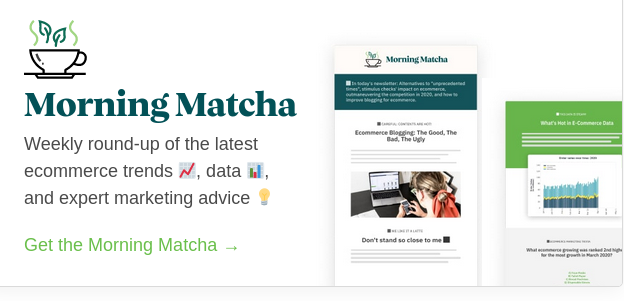 Morning Matcha
Weekly round-up of the latest
ecommerce trends 📈, data 📊,
and expert marketing advice 💡
Get the Morning Matcha →
Morning Matcha
In today's newsletter: Alternatives to "unprecedented
times", stimulus checks' impact on ecommerce,
outmaneuvering the competition in 2020, and how to
improve blogging for ecommerce.
CAREFUL: CONTENTS ARE HOT!
Ecommerce Blogging: The Good, The
Bad, The Ugly
WE LIKE IT A LATTE
Don't stand so close to me
What's Hot in E-Commerce Data
What ecommerce growing was ranked 2nd high
for the most growth in March 2020?